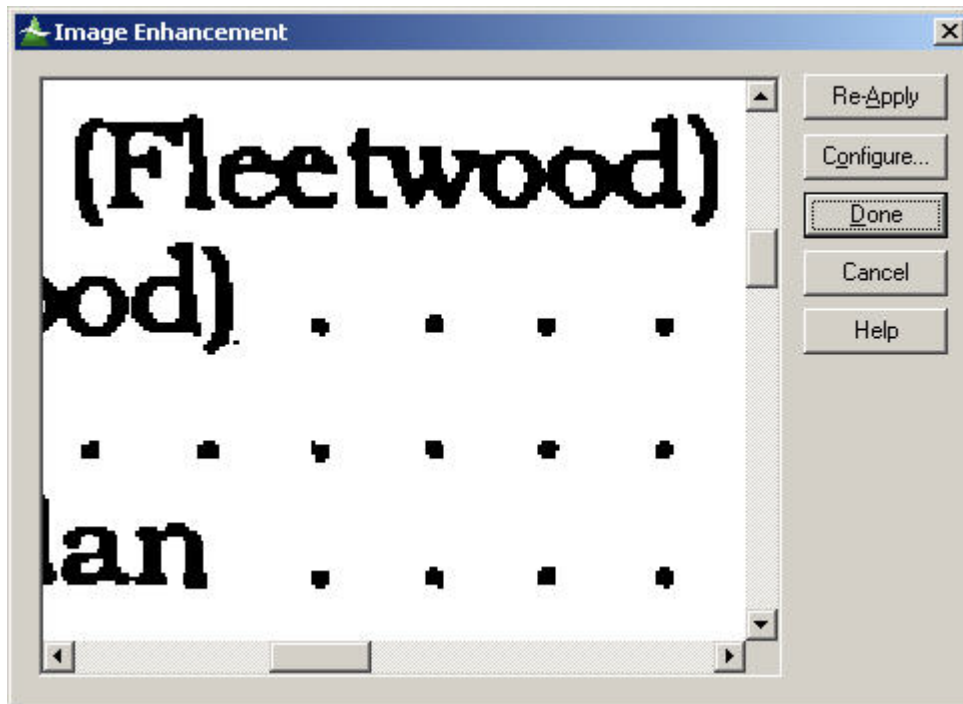 Image Enhancement
(Fleetwood)
ood) . . . .
. . . . . .
lan . . . .
Re-Apply
Configure...
Done
Cancel
Help